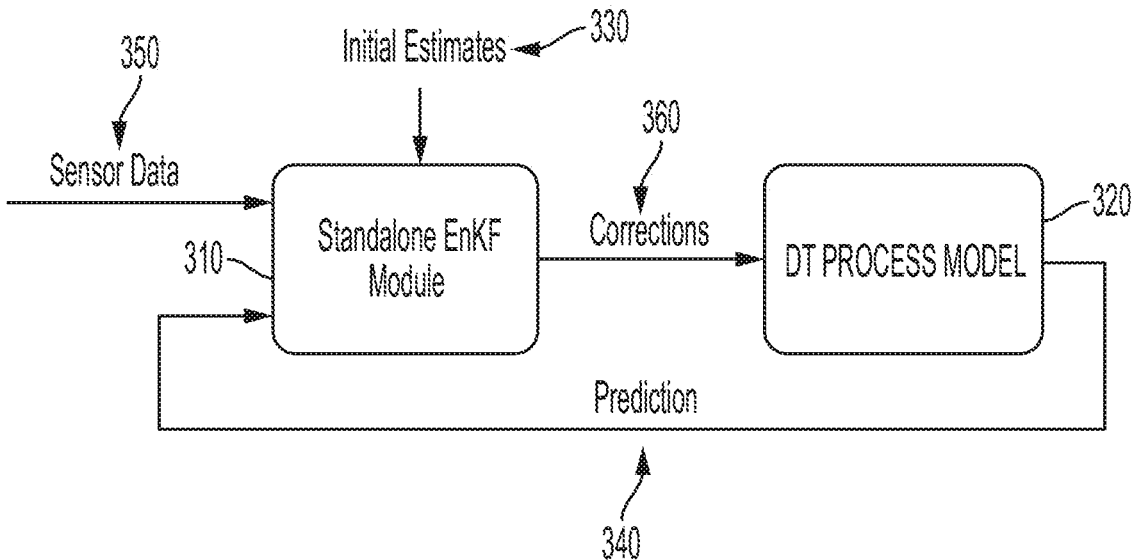 330
Initial Estimates
350
360
Sensor Data
320
Standalone EnKF
Module
Corrections
310
DT PROCESS MODEL
Prediction
340